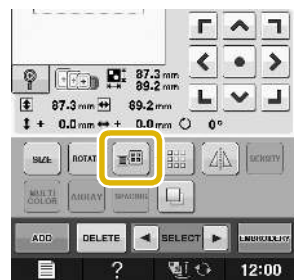 87.3 mm
89.2 mm
87.3 mm 89.2 mm
+ 0.0 mm + 0.0 mm 0°
SIZE ROTATE DENSITY
MULTI COLOR ARRAY SPACING
ADD DELETE SELECT EMBROIDERY
? 12:00